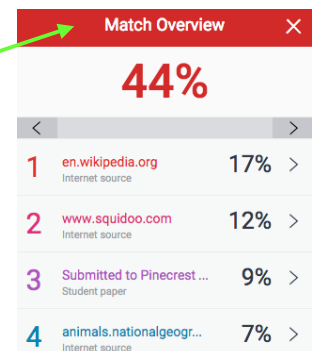 Match Overview
44%
1 en.wikipedia.org 17%
Internet source
2 www.squidoo.com 12%
Internet source
3 Submitted to Pinecrest ... 9%
Student paper
4 animals.nationalgeogr... 7%
Internet source